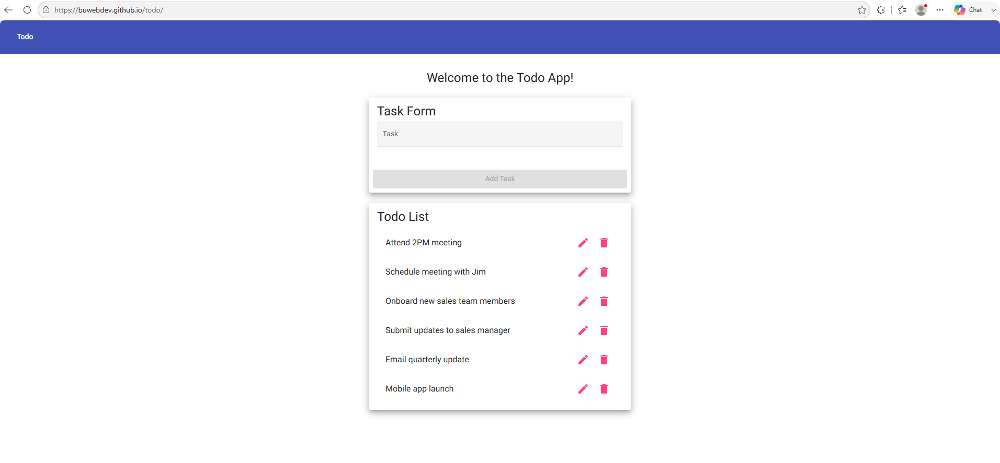 https://buwebdev.github.io/todo/
Chat
Todo
Welcome to the Todo App!
Task Form
Task
Add Task
Todo List
Attend 2PM meeting
Schedule meeting with Jim
Onboard new sales team members
Submit updates to sales manager
Email quarterly update
Mobile app launch